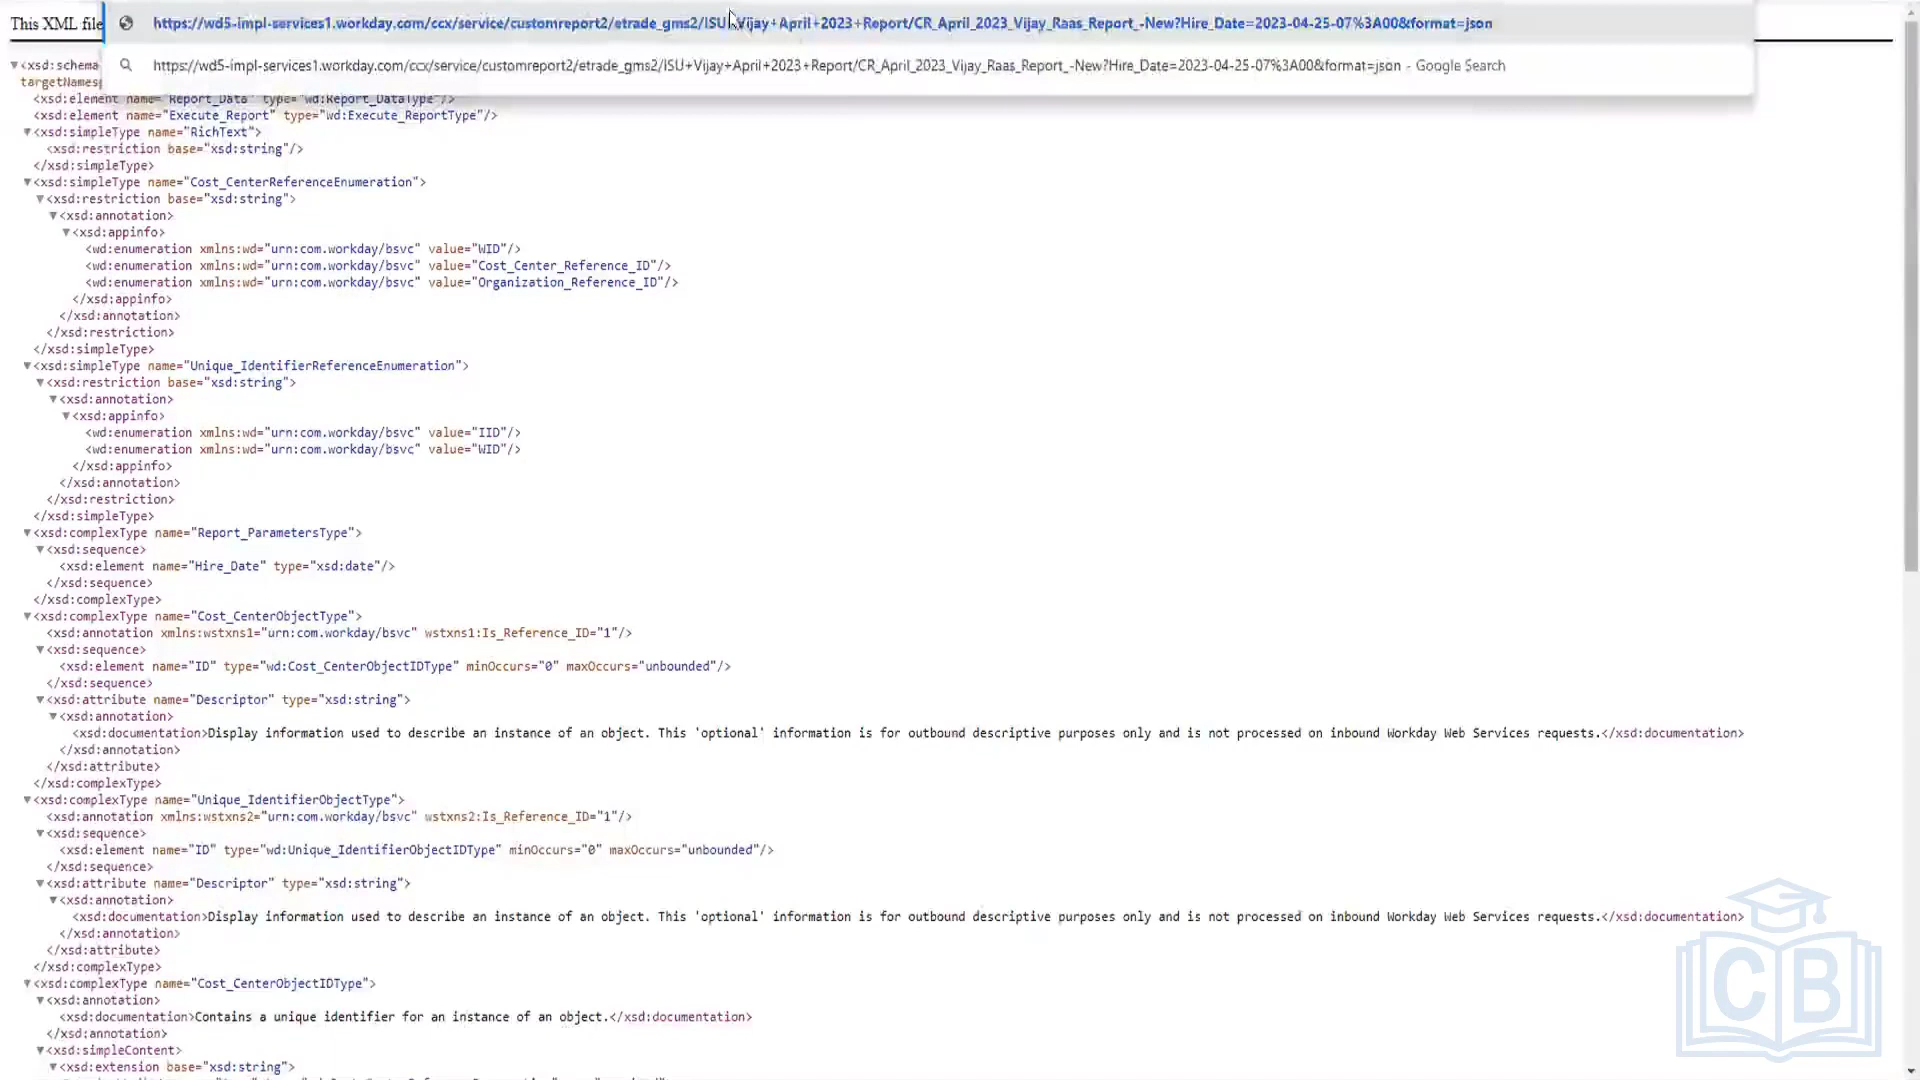 This XML file
https://wd5-impl-services1.workday.com/ccx/service/customreport2/etrade_gms2/ISU+Vijay+April+2023+Report/CR_April_2023_Vijay_Raas_Report_-New?Hire_Date=2023-04-25-07%3A00&format=json
https://wd5-impl-services1.workday.com/ccx/service/customreport2/etrade_gms2/ISU+Vijay+April+2023+Report/CR_April_2023_Vijay_Raas_Report_-New?Hire_Date=2023-04-25-07%3A00&format=json - Google Search
▼<xsd:schema
targetNamesp
<xsd:element name="Report_Data" type="wd:Report_DataType"/>
<xsd:element name="Execute_Report" type="wd:Execute_ReportType"/>
▼<xsd:simpleType name="RichText">
<xsd:restriction base="xsd:string"/>
</xsd:simpleType>
▼<xsd:simpleType name="Cost_CenterReferenceEnumeration">
▼<xsd:restriction base="xsd:string">
▼<xsd:annotation>
▼<xsd:appinfo>
<wd:enumeration xmlns:wd="urn:com.workday/bsvc" value="WID"/>
<wd:enumeration xmlns:wd="urn:com.workday/bsvc" value="Cost_Center_Reference_ID"/>
<wd:enumeration xmlns:wd="urn:com.workday/bsvc" value="Organization_Reference_ID"/>
</xsd:appinfo>
</xsd:annotation>
</xsd:restriction>
</xsd:simpleType>
▼<xsd:simpleType name="Unique_IdentifierReferenceEnumeration">
▼<xsd:restriction base="xsd:string">
▼<xsd:annotation>
▼<xsd:appinfo>
<wd:enumeration xmlns:wd="urn:com.workday/bsvc" value="IID"/>
<wd:enumeration xmlns:wd="urn:com.workday/bsvc" value="WID"/>
</xsd:appinfo>
</xsd:annotation>
</xsd:restriction>
</xsd:simpleType>
▼<xsd:complexType name="Report_ParametersType">
▼<xsd:sequence>
<xsd:element name="Hire_Date" type="xsd:date"/>
</xsd:sequence>
</xsd:complexType>
▼<xsd:complexType name="Cost_CenterObjectType">
<xsd:annotation xmlns:wstxns1="urn:com.workday/bsvc" wstxns1:Is_Reference_ID="1"/>
▼<xsd:sequence>
<xsd:element name="ID" type="wd:Cost_CenterObjectIDType" minOccurs="0" maxOccurs="unbounded"/>
</xsd:sequence>
▼<xsd:attribute name="Descriptor" type="xsd:string">
▼<xsd:annotation>
<xsd:documentation>Display information used to describe an instance of an object. This 'optional' information is for outbound descriptive purposes only and is not processed on inbound Workday Web Services requests.</xsd:documentation>
</xsd:annotation>
</xsd:attribute>
</xsd:complexType>
▼<xsd:complexType name="Unique_IdentifierObjectType">
<xsd:annotation xmlns:wstxns2="urn:com.workday/bsvc" wstxns2:Is_Reference_ID="1"/>
▼<xsd:sequence>
<xsd:element name="ID" type="wd:Unique_IdentifierObjectIDType" minOccurs="0" maxOccurs="unbounded"/>
</xsd:sequence>
▼<xsd:attribute name="Descriptor" type="xsd:string">
▼<xsd:annotation>
<xsd:documentation>Display information used to describe an instance of an object. This 'optional' information is for outbound descriptive purposes only and is not processed on inbound Workday Web Services requests.</xsd:documentation>
</xsd:annotation>
</xsd:attribute>
</xsd:complexType>
▼<xsd:complexType name="Cost_CenterObjectIDType">
▼<xsd:annotation>
<xsd:documentation>Contains a unique identifier for an instance of an object.</xsd:documentation>
</xsd:annotation>
▼<xsd:simpleContent>
▼<xsd:extension base="xsd:string">
CB